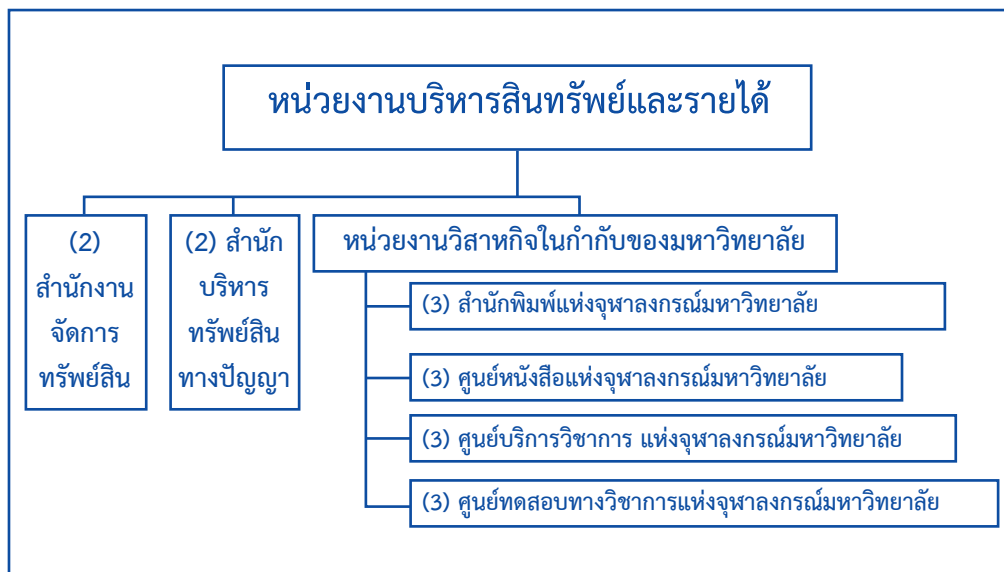 หน่วยงานบริหารสินทรัพย์และรายได้
(2)
สำนักงาน
จัดการ
ทรัพย์สิน
(2) สำนัก
บริหาร
ทรัพย์สิน
ทางปัญญา
หน่วยงานวิสาหกิจในกำกับของมหาวิทยาลัย
(3) สำนักพิมพ์แห่งจุฬาลงกรณ์มหาวิทยาลัย
(3) ศูนย์หนังสือแห่งจุฬาลงกรณ์มหาวิทยาลัย
(3) ศูนย์บริการวิชาการ แห่งจุฬาลงกรณ์มหาวิทยาลัย
(3) ศูนย์ทดสอบทางวิชาการแห่งจุฬาลงกรณ์มหาวิทยาลัย